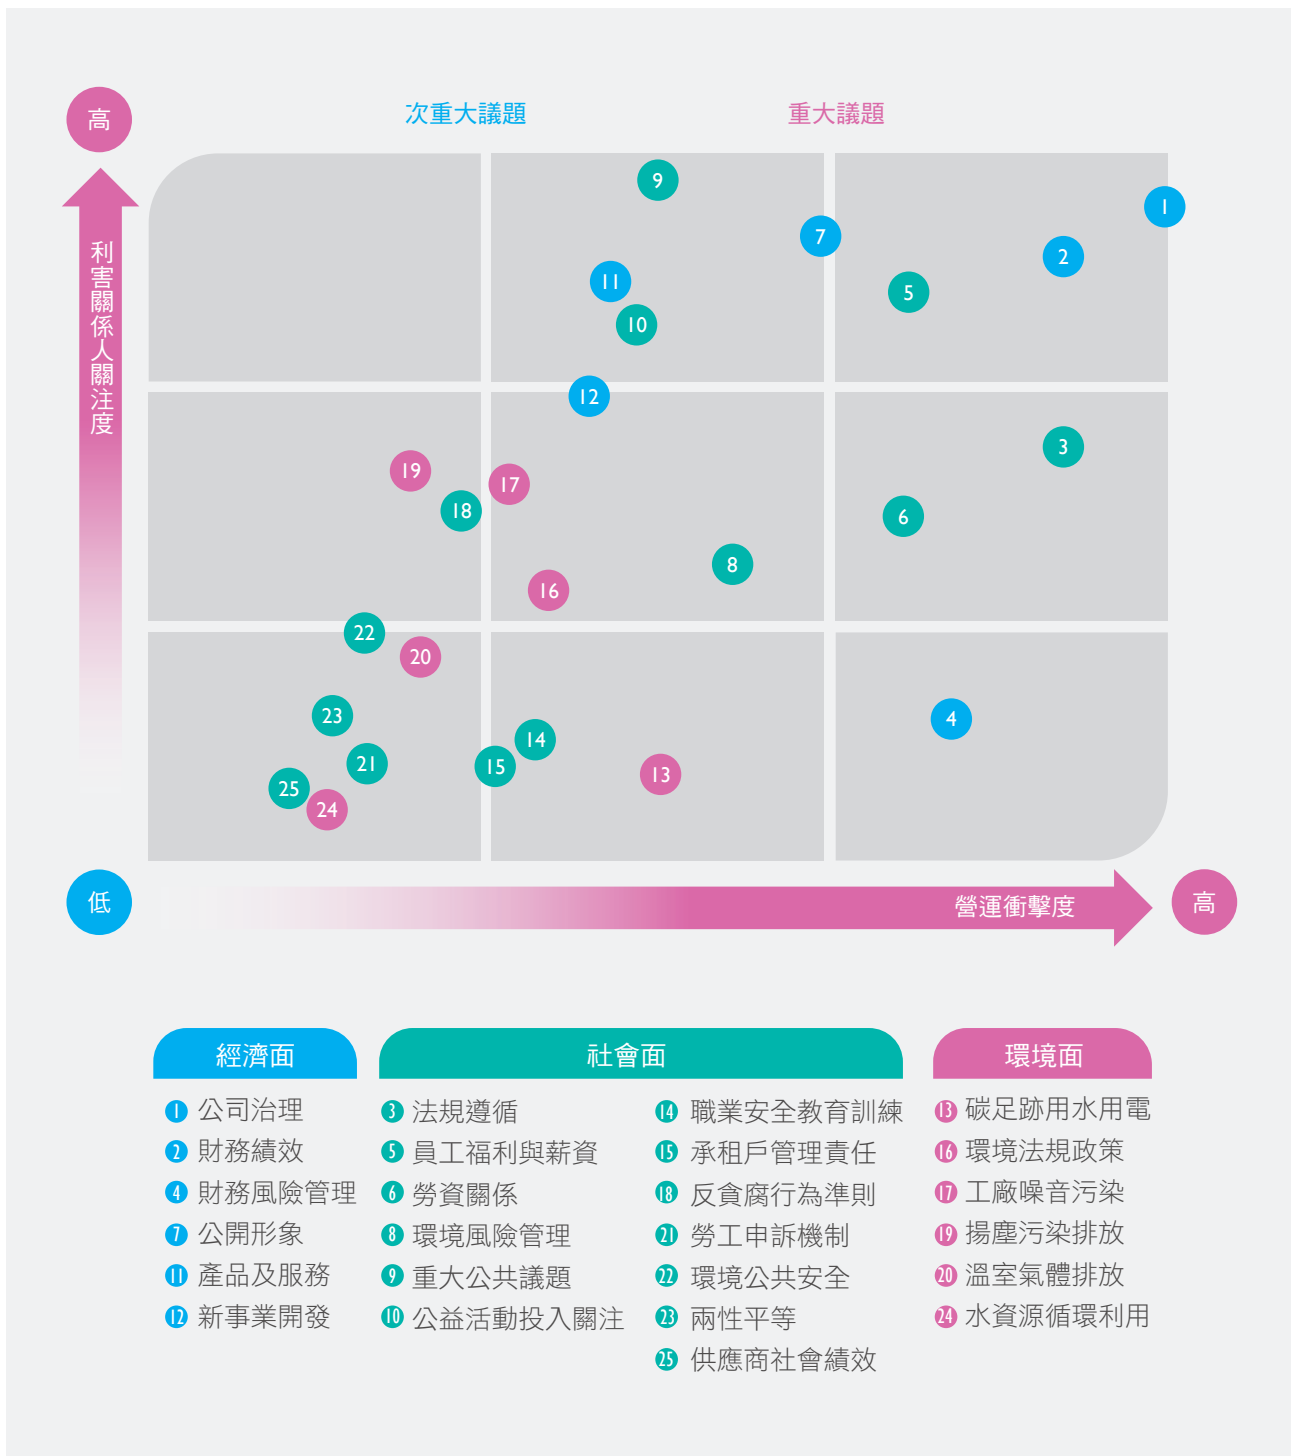 高
次重大議題
重大議題
利害關係人關注度
9
1
7
2
11
5
10
12
3
19
17
18
6
8
16
22
20
23
4
14
21
15
13
25
24
低
營運衝擊度
高
經濟面
1 公司治理
2 財務績效
4 財務風險管理
7 公開形象
11 產品及服務
12 新事業開發
社會面
3 法規遵循
5 員工福利與薪資
6 勞資關係
8 環境風險管理
9 重大公共議題
10 公益活動投入關注
14 職業安全教育訓練
15 承租戶管理責任
18 反貪腐行為準則
21 勞工申訴機制
22 環境公共安全
23 兩性平等
25 供應商社會績效
環境面
13 碳足跡用水用電
16 環境法規政策
17 工廠噪音污染
19 揚塵污染排放
20 溫室氣體排放
24 水資源循環利用